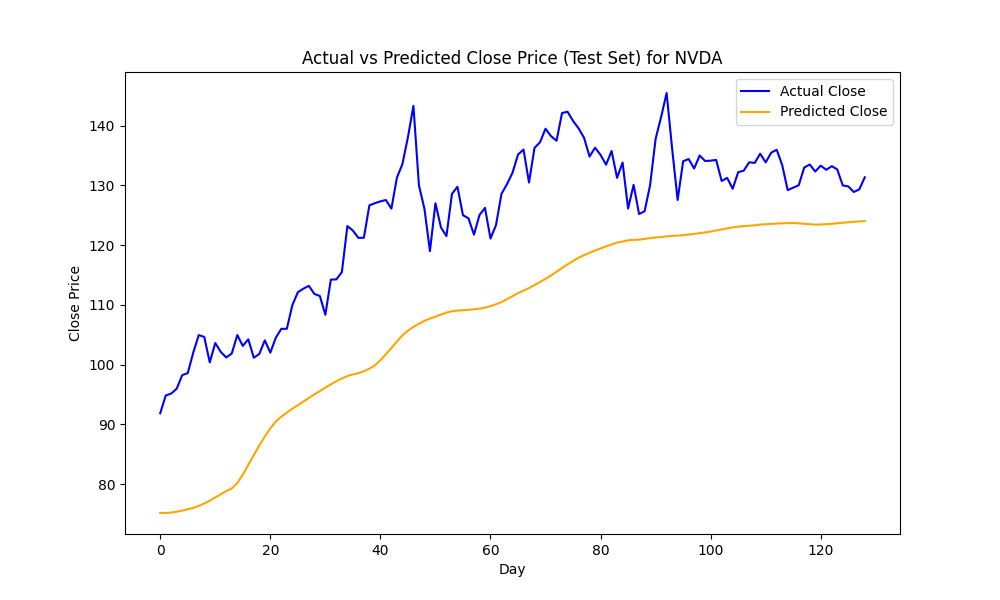 Actual vs Predicted Close Price (Test Set) for NVDA
Actual Close
Predicted Close
140
130
120
110
100
90
80
Close Price
0 20 40 60 80 100 120
Day